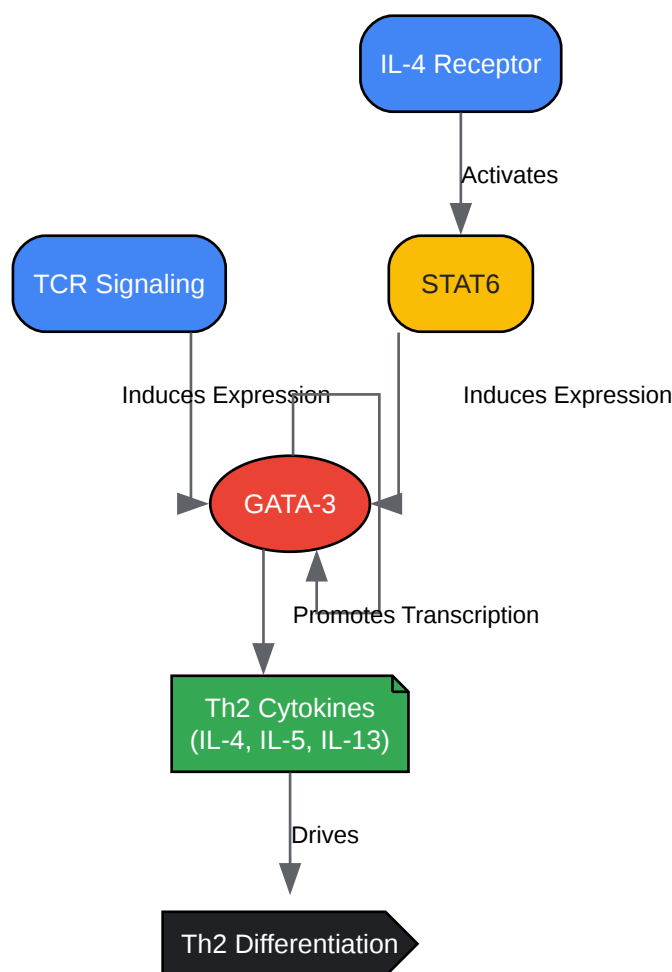 IL-4 Receptor
Activates
TCR Signaling
STAT6
Induces Expression
Induces Expression
GATA-3
Promotes Transcription
Th2 Cytokines
(IL-4, IL-5, IL-13)
Drives
Th2 Differentiation